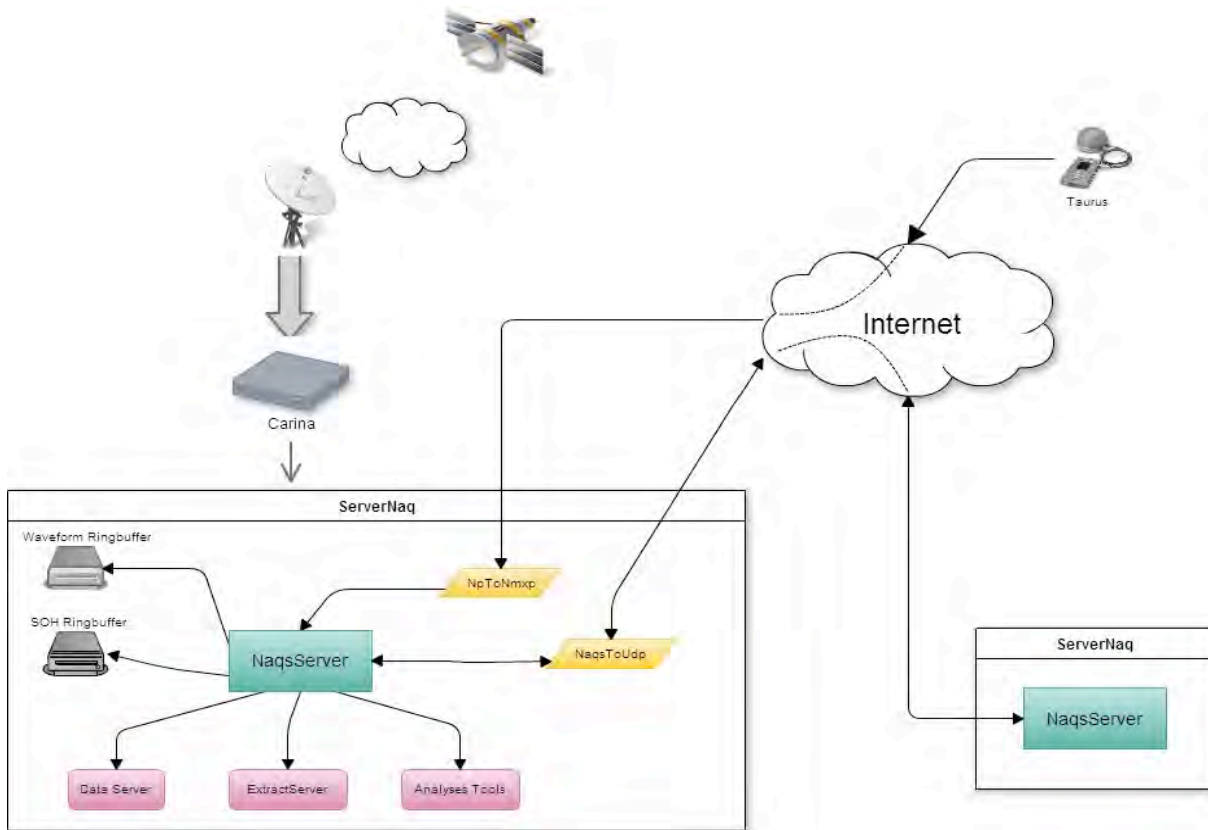 Taurus
Internet
Carina
ServerNaq
Waveform Ringbuffer
NpToNmxp
SOH Ringbuffer
NaqsServer
NaqsToUdp
ServerNaq
NaqsServer
Data Server
ExtractServer
Analyses Tools